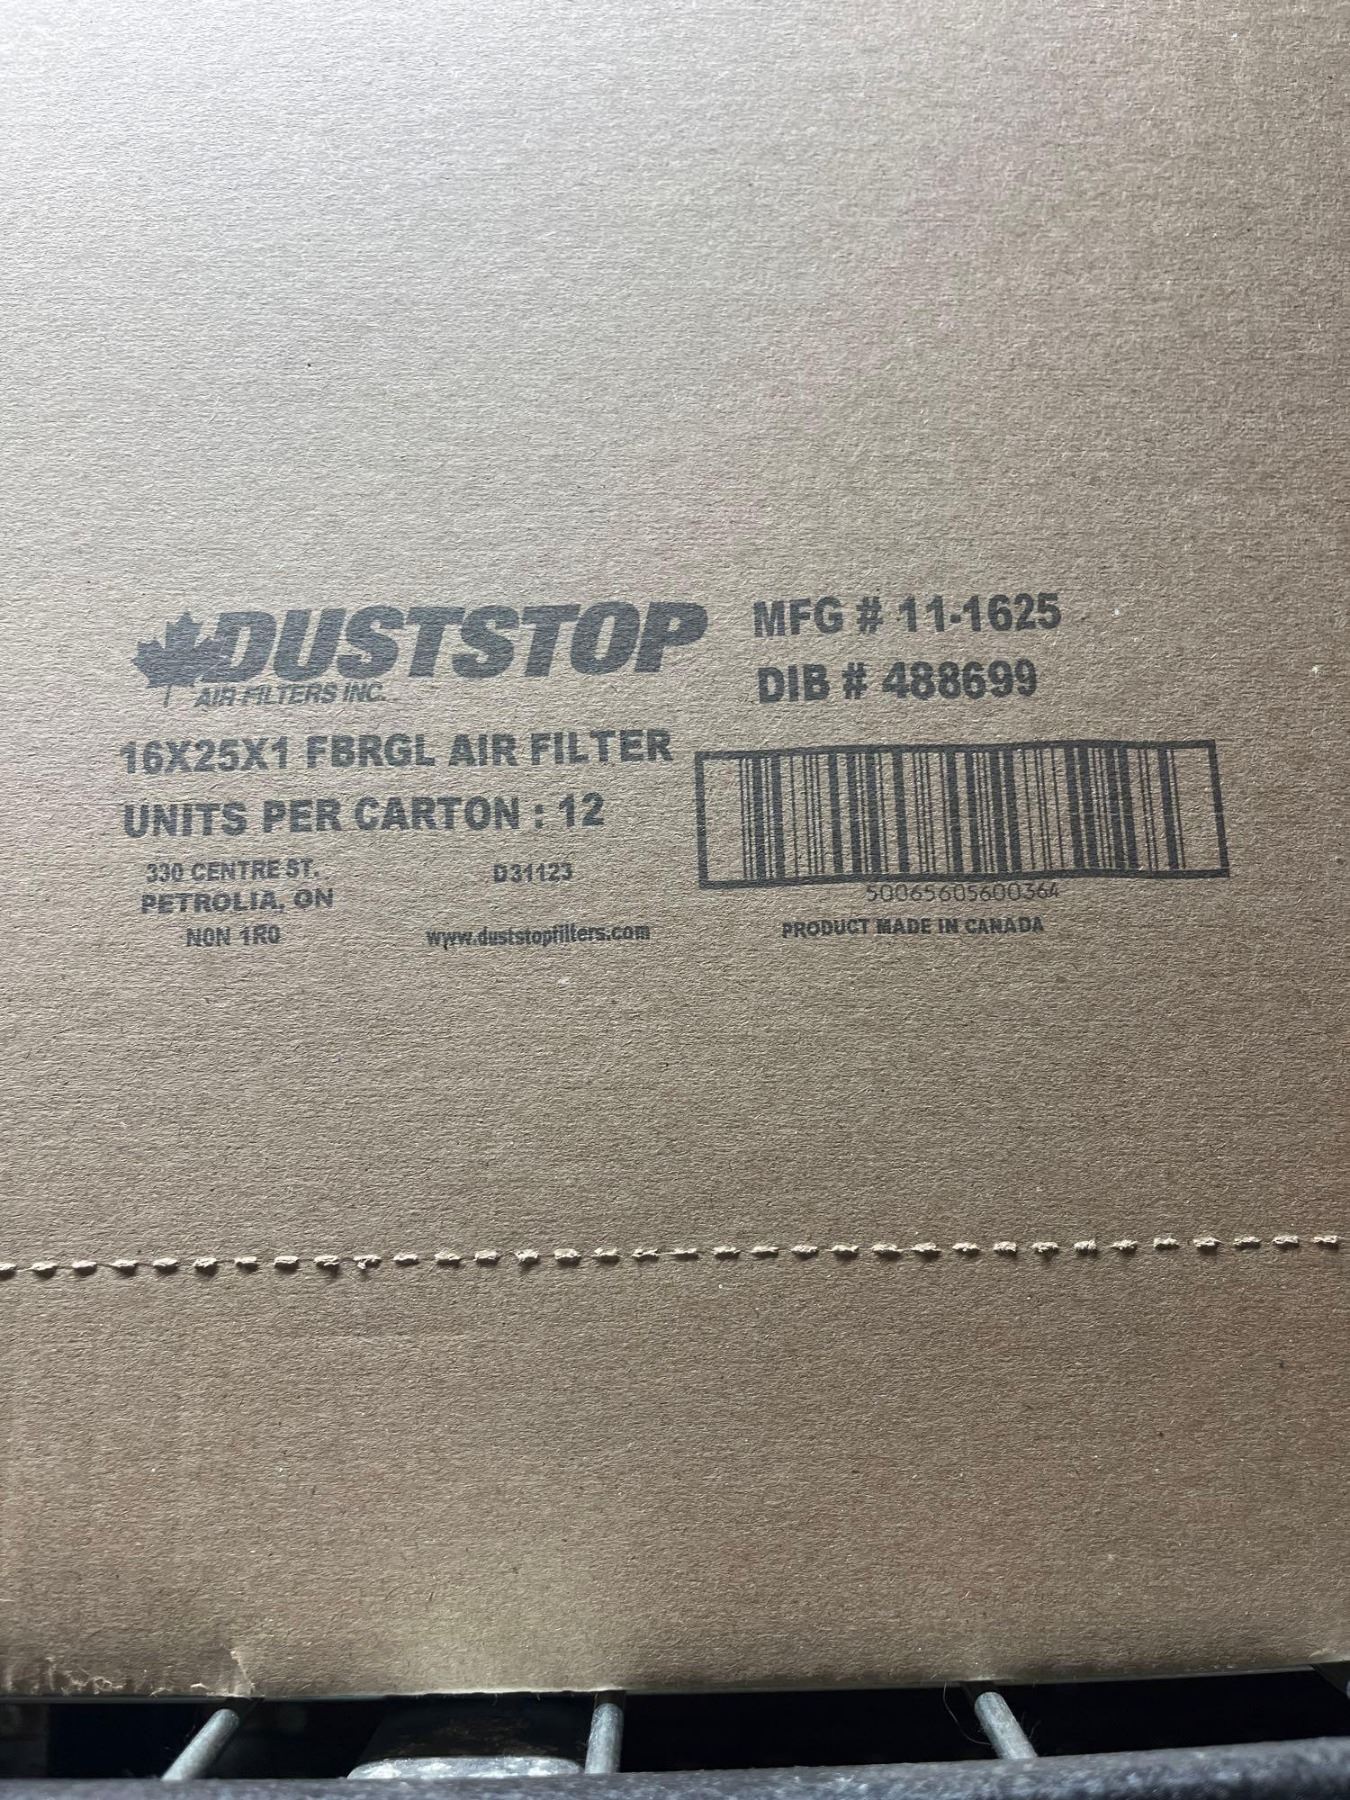 DUSTSTOP
AIR FILTERS INC.
MFG # 11-1625
DIB # 488699
16X25X1 FBRGL AIR FILTER
UNITS PER CARTON : 12
330 CENTRE ST.
PETROLIA, ON
N0N 1R0
D31123
www.duststopfilters.com
50065605600364
PRODUCT MADE IN CANADA